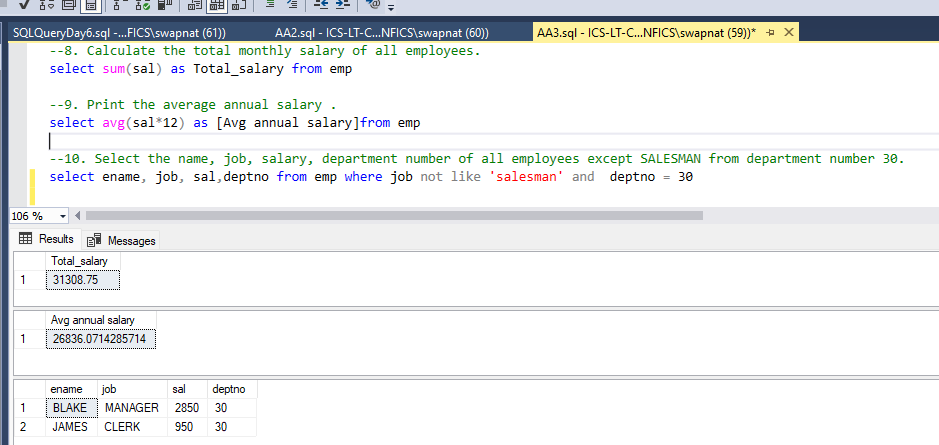 SQLQueryDay6.sql -...FICS\swapnat (61)) AA2.sql - ICS-LT-C...NFICS\swapnat (60)) AA3.sql - ICS-LT-C...NFICS\swapnat (59))*
--8. Calculate the total monthly salary of all employees.
select sum(sal) as Total_salary from emp
--9. Print the average annual salary .
select avg(sal*12) as [Avg annual salary]from emp
--10. Select the name, job, salary, department number of all employees except SALESMAN from department number 30.
select ename, job, sal,deptno from emp where job not like 'salesman' and  deptno = 30
106 %
Results Messages
Total_salary
1 31308.75
Avg annual salary
1 26836.0714285714
ename job sal deptno
1 BLAKE MANAGER 2850 30
2 JAMES CLERK 950 30